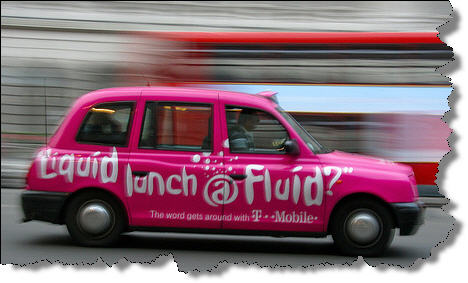 "Liquid lunch @ Fluid?"
The word gets around with T··Mobile·